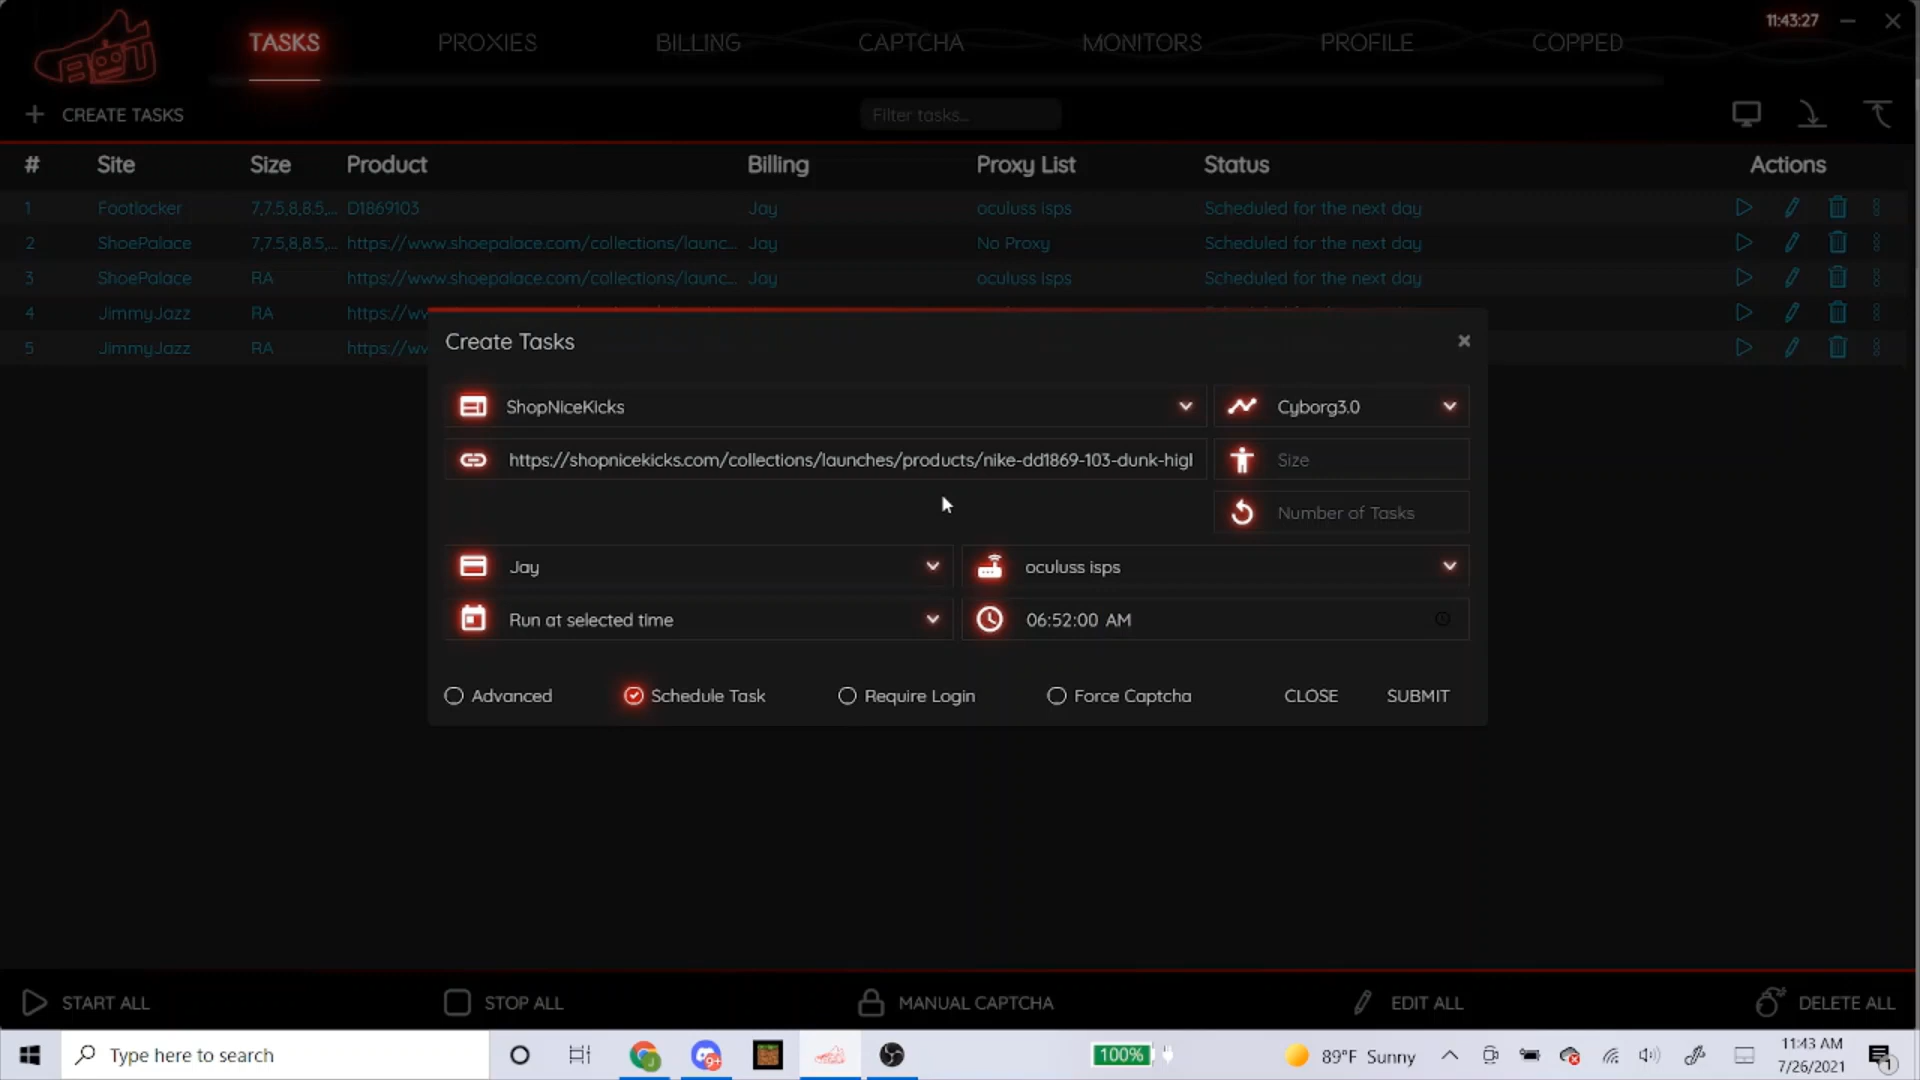 11:43:27
TASKS PROXIES BILLING CAPTCHA MONITORS PROFILE COPPED
CREATE TASKS
Filter tasks...
# Site Size Product Billing Proxy List Status Actions
1 Footlocker 7,7.5,8,8.5,... D1869103 Jay oculuss isps Scheduled for the next day
2 ShoePalace 7,7.5,8,8.5,... https://www.shoepalace.com/collections/launc... Jay No Proxy Scheduled for the next day
3 ShoePalace RA https://www.shoepalace.com/collections/launc... Jay oculuss isps Scheduled for the next day
4 JimmyJazz RA https://ww
5 JimmyJazz RA https://ww
Create Tasks
ShopNiceKicks Cyborg3.0
https://shopnicekicks.com/collections/launches/products/nike-dd1869-103-dunk-higl Size
Number of Tasks
Jay oculuss isps
Run at selected time 06:52:00 AM
Advanced Schedule Task Require Login Force Captcha CLOSE SUBMIT
START ALL STOP ALL MANUAL CAPTCHA EDIT ALL DELETE ALL
Type here to search
9+
100%
89°F Sunny
11:43 AM
7/26/2021
1